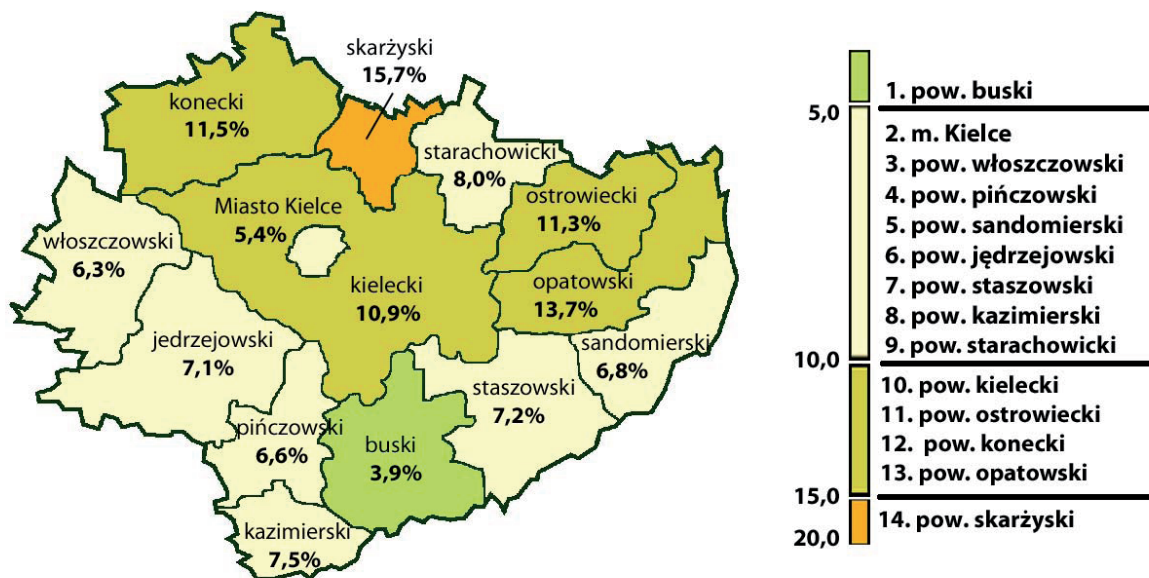 skarżyski
15,7%
konecki
11,5%
starachowicki
8,0%
ostrowiecki
11,3%
Miasto Kielce
5,4%
włoszczowski
6,3%
kielecki
10,9%
opatowski
13,7%
jedrzejowski
7,1%
sandomierski
6,8%
staszowski
7,2%
pińczowski
6,6%
buski
3,9%
kazimierski
7,5%
1. pow. buski
5,0
2. m. Kielce
3. pow. włoszczowski
4. pow. pińczowski
5. pow. sandomierski
6. pow. jędrzejowski
7. pow. staszowski
8. pow. kazimierski
9. pow. starachowicki
10,0
10. pow. kielecki
11. pow. ostrowiecki
12. pow. konecki
13. pow. opatowski
15,0
14. pow. skarżyski
20,0